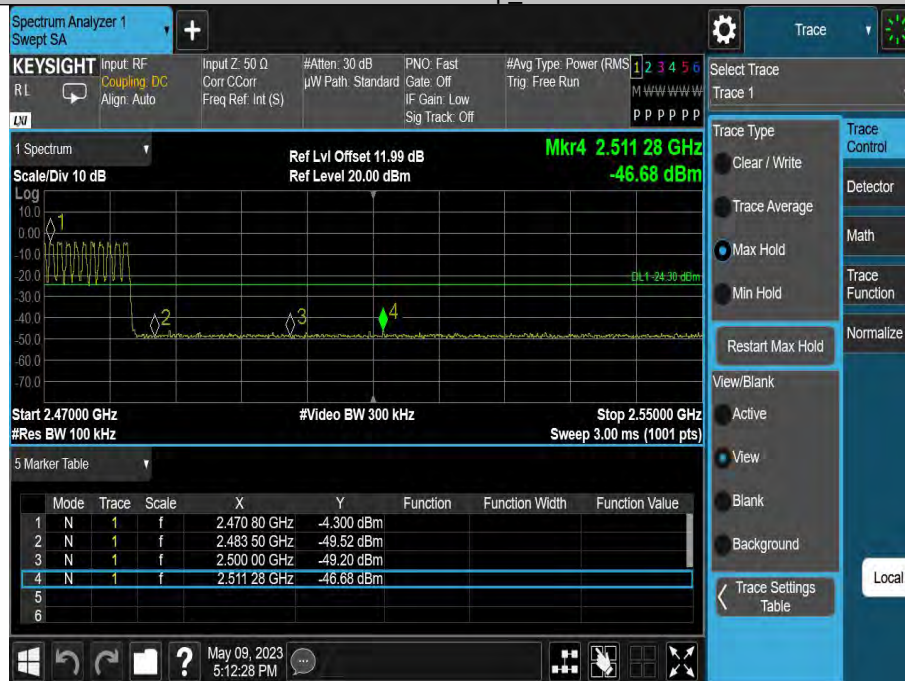 Spectrum Analyzer 1
Swept SA
+
Trace
KEYSIGHT
RL
LXI
Input: RF
Coupling: DC
Align: Auto
Input Z: 50 Ω
Corr CCorr
Freq Ref: Int (S)
#Atten: 30 dB
µW Path: Standard
PNO: Fast
Gate: Off
IF Gain: Low
Sig Track: Off
#Avg Type: Power (RMS
Trig: Free Run
1 2 3 4 5 6
M W W W W W
P P P P P P
Select Trace
Trace 1
1 Spectrum
Scale/Div 10 dB
Ref Lvl Offset 11.99 dB
Ref Level 20.00 dBm
Mkr4 2.511 28 GHz
-46.68 dBm
Log
10.0
0.00
-10.0
-20.0
-30.0
-40.0
-50.0
-60.0
-70.0
1
2
3
4
DL1 -24.30 dBm
Start 2.47000 GHz
#Video BW 300 kHz
Stop 2.55000 GHz
#Res BW 100 kHz
Sweep 3.00 ms (1001 pts)
5 Marker Table
Mode Trace Scale X Y Function Function Width Function Value
1 N 1 f 2.470 80 GHz -4.300 dBm
2 N 1 f 2.483 50 GHz -49.52 dBm
3 N 1 f 2.500 00 GHz -49.20 dBm
4 N 1 f 2.511 28 GHz -46.68 dBm
5
6
Trace Type
Clear / Write
Trace Average
Max Hold
Min Hold
Restart Max Hold
View/Blank
Active
View
Blank
Background
Trace Settings
Table
Trace
Control
Detector
Math
Trace
Function
Normalize
Local
?
May 09, 2023
5:12:28 PM